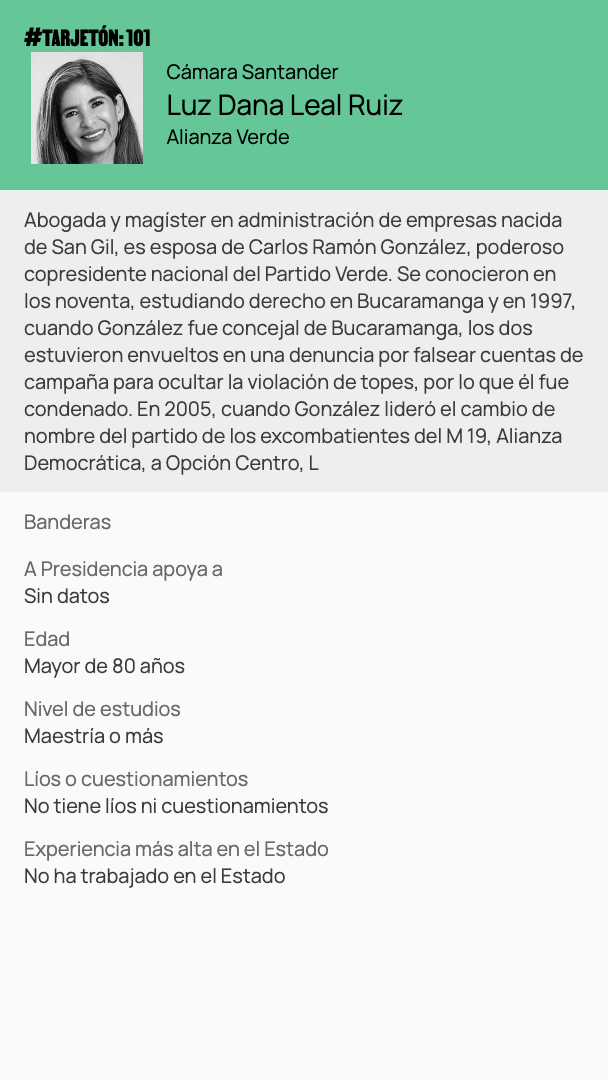 #TARJETÓN: 101
Cámara Santander
Luz Dana Leal Ruiz
Alianza Verde
Abogada y magíster en administración de empresas nacida
de San Gil, es esposa de Carlos Ramón González, poderoso
copresidente nacional del Partido Verde. Se conocieron en
los noventa, estudiando derecho en Bucaramanga y en 1997,
cuando González fue concejal de Bucaramanga, los dos
estuvieron envueltos en una denuncia por falsear cuentas de
campaña para ocultar la violación de topes, por lo que él fue
condenado. En 2005, cuando González lideró el cambio de
nombre del partido de los excombatientes del M 19, Alianza
Democrática, a Opción Centro, L
Banderas
A Presidencia apoya a
Sin datos
Edad
Mayor de 80 años
Nivel de estudios
Maestría o más
Líos o cuestionamientos
No tiene líos ni cuestionamientos
Experiencia más alta en el Estado
No ha trabajado en el Estado